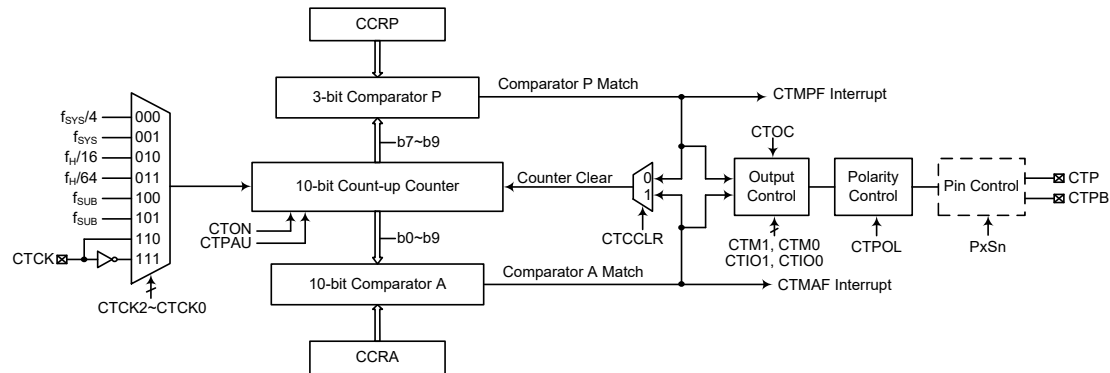 CCRP
3-bit Comparator P
Comparator P Match
CTMPF Interrupt
b7~b9
fSYS/4
fSYS
fH/16
fH/64
fSUB
fSUB
CTCK
000
001
010
011
100
101
110
111
CTCK2~CTCK0
10-bit Count-up Counter
CTON
CTPAU
Counter Clear
0
1
CTCCLR
CTOC
Output
Control
CTM1, CTM0
CTIO1, CTIO0
Polarity
Control
CTPOL
Pin Control
PxSn
CTP
CTPB
b0~b9
10-bit Comparator A
Comparator A Match
CTMAF Interrupt
CCRA